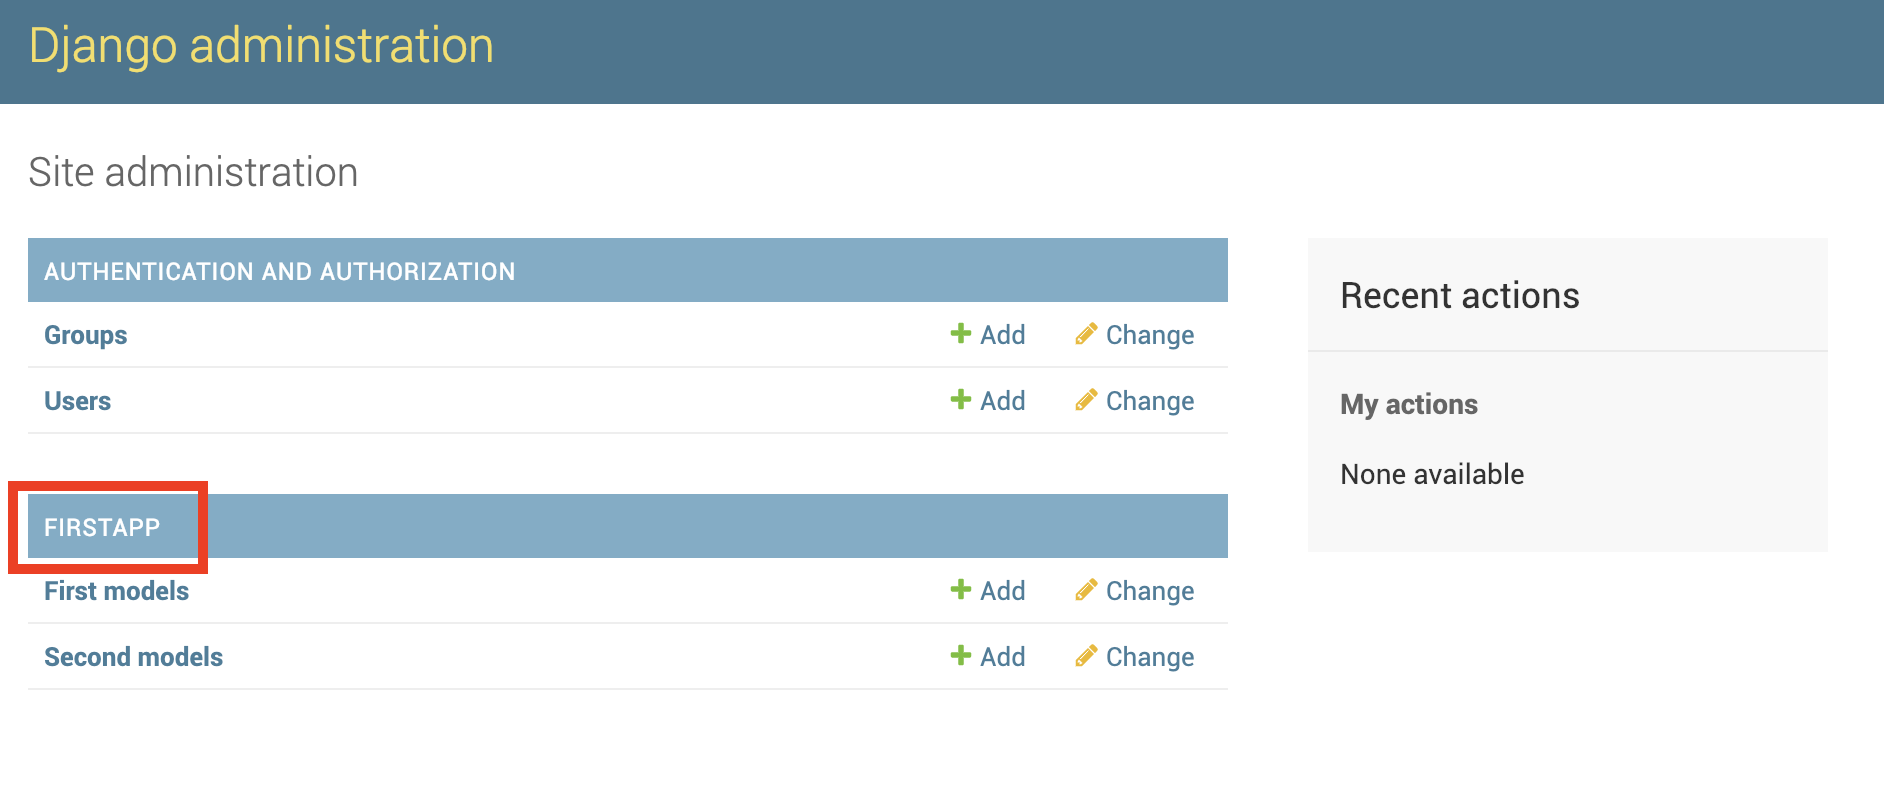 Django administration
Site administration
AUTHENTICATION AND AUTHORIZATION
Groups Add Change
Users Add Change
FIRSTAPP
First models Add Change
Second models Add Change
Recent actions
My actions
None available